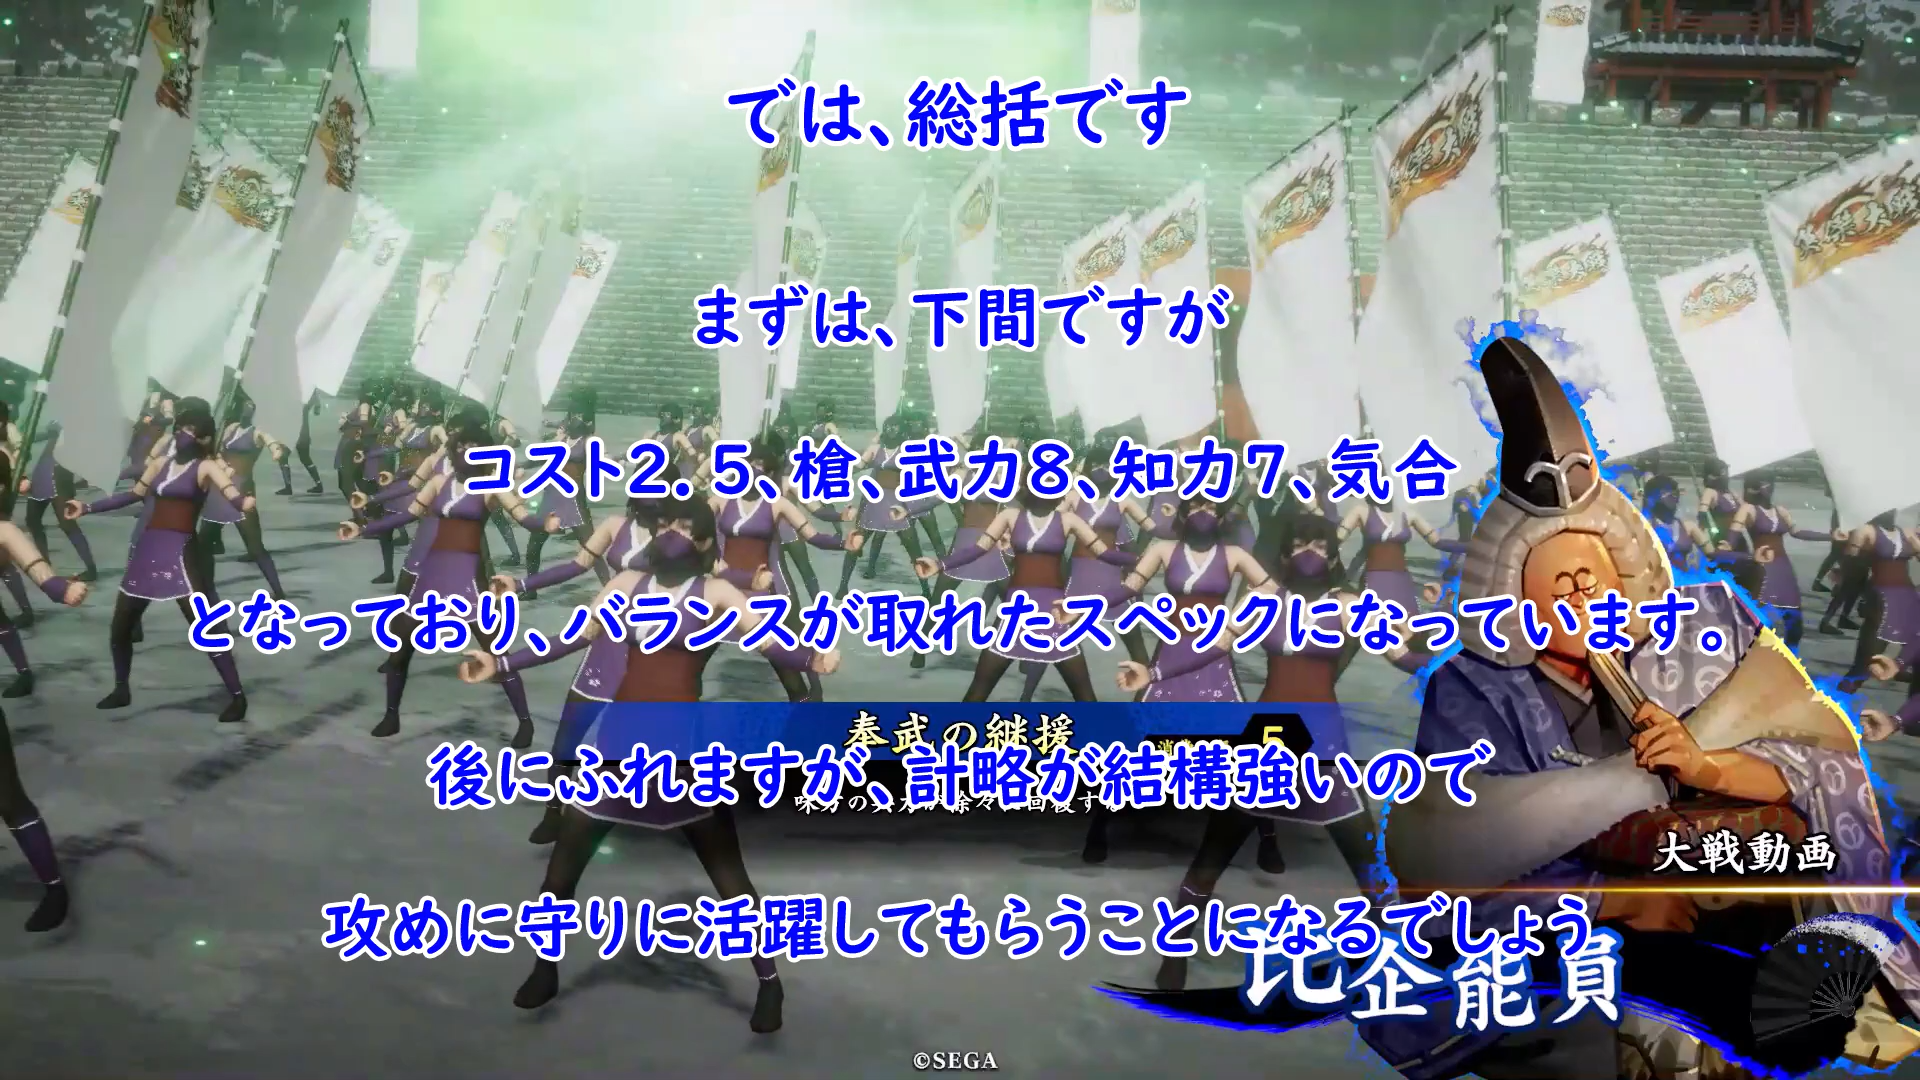 では、総括です
まずは、下間ですが
コスト2.5、槍、武力8、知力7、気合
となっており、バランスが取れたスペックになっています。
奉武の継援
5
後にふれますが、計略が結構強いので
大戦動画
攻めに守りに活躍してもらうことになるでしょう
比企能員
©SEGA